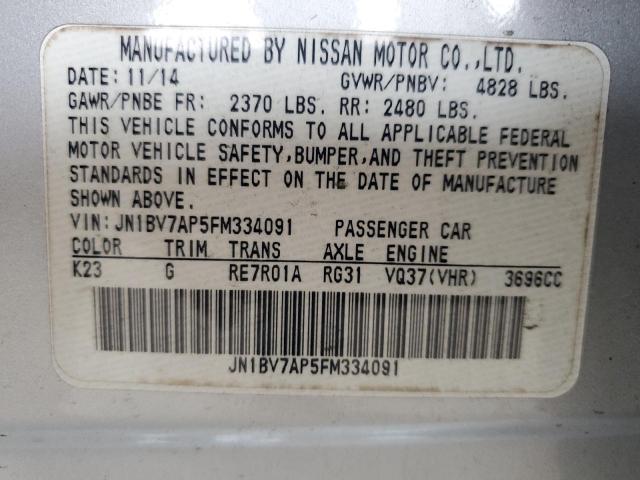 MANUFACTURED BY NISSAN MOTOR CO.,LTD.
DATE: 11/14 GVWR/PNBV: 4828 LBS.
GAWR/PNBE FR: 2370 LBS. RR: 2480 LBS.
THIS VEHICLE CONFORMS TO ALL APPLICABLE FEDERAL
MOTOR VEHICLE SAFETY,BUMPER,AND THEFT PREVENTION
STANDARDS IN EFFECT ON THE DATE OF MANUFACTURE
SHOWN ABOVE.
VIN: JN1BV7AP5FM334091 PASSENGER CAR
COLOR TRIM TRANS AXLE ENGINE
K23 G RE7R01A RG31 VQ37(VHR) 3696CC
JN1BV7AP5FM334091